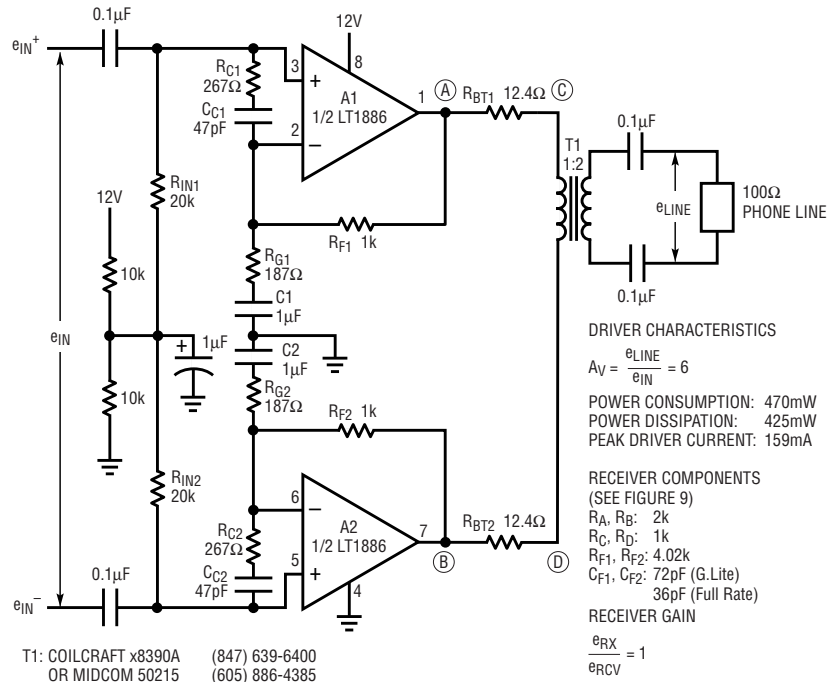 0.1µF
eIN+
RC1
267Ω
CC1
47pF
12V
8
3
+
A1
1/2 LT1886
2
–
1
A
RBT1 12.4Ω
C
T1
1:2
0.1µF
eLINE
100Ω
PHONE LINE
0.1µF
12V
RIN1
20k
RF1 1k
RG1
187Ω
C1
1µF
10k
eIN
+
1µF
C2
1µF
10k
RG2
187Ω
RF2 1k
RIN2
20k
6
–
A2
1/2 LT1886
5
+
7
4
B
RBT2 12.4Ω
D
RC2
267Ω
CC2
47pF
0.1µF
eIN–
DRIVER CHARACTERISTICS
AV = eLINE / eIN = 6
POWER CONSUMPTION: 470mW
POWER DISSIPATION: 425mW
PEAK DRIVER CURRENT: 159mA
RECEIVER COMPONENTS
(SEE FIGURE 9)
RA, RB: 2k
RC, RD: 1k
RF1, RF2: 4.02k
CF1, CF2: 72pF (G.Lite)
36pF (Full Rate)
RECEIVER GAIN
eRX / eRCV = 1
T1: COILCRAFT x8390A (847) 639-6400
OR MIDCOM 50215 (605) 886-4385